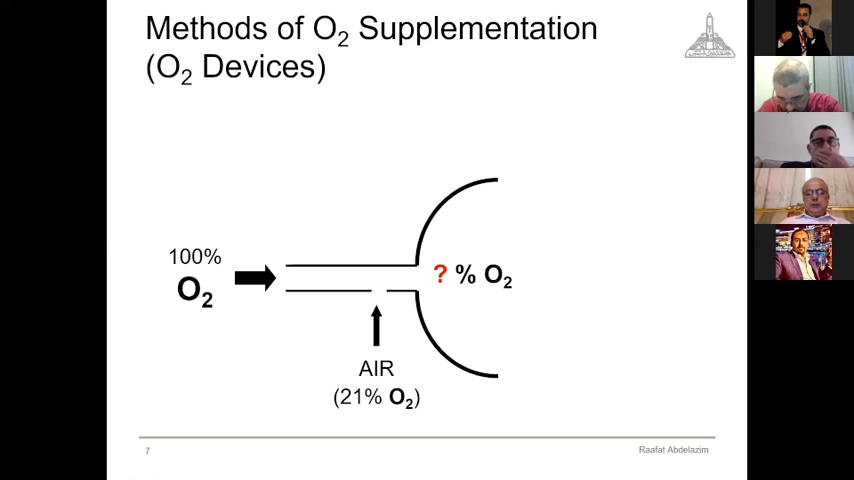 Methods of O2 Supplementation
(O2 Devices)
100%
O2
? % O2
AIR
(21% O2)
7
Raafat Abdelazim